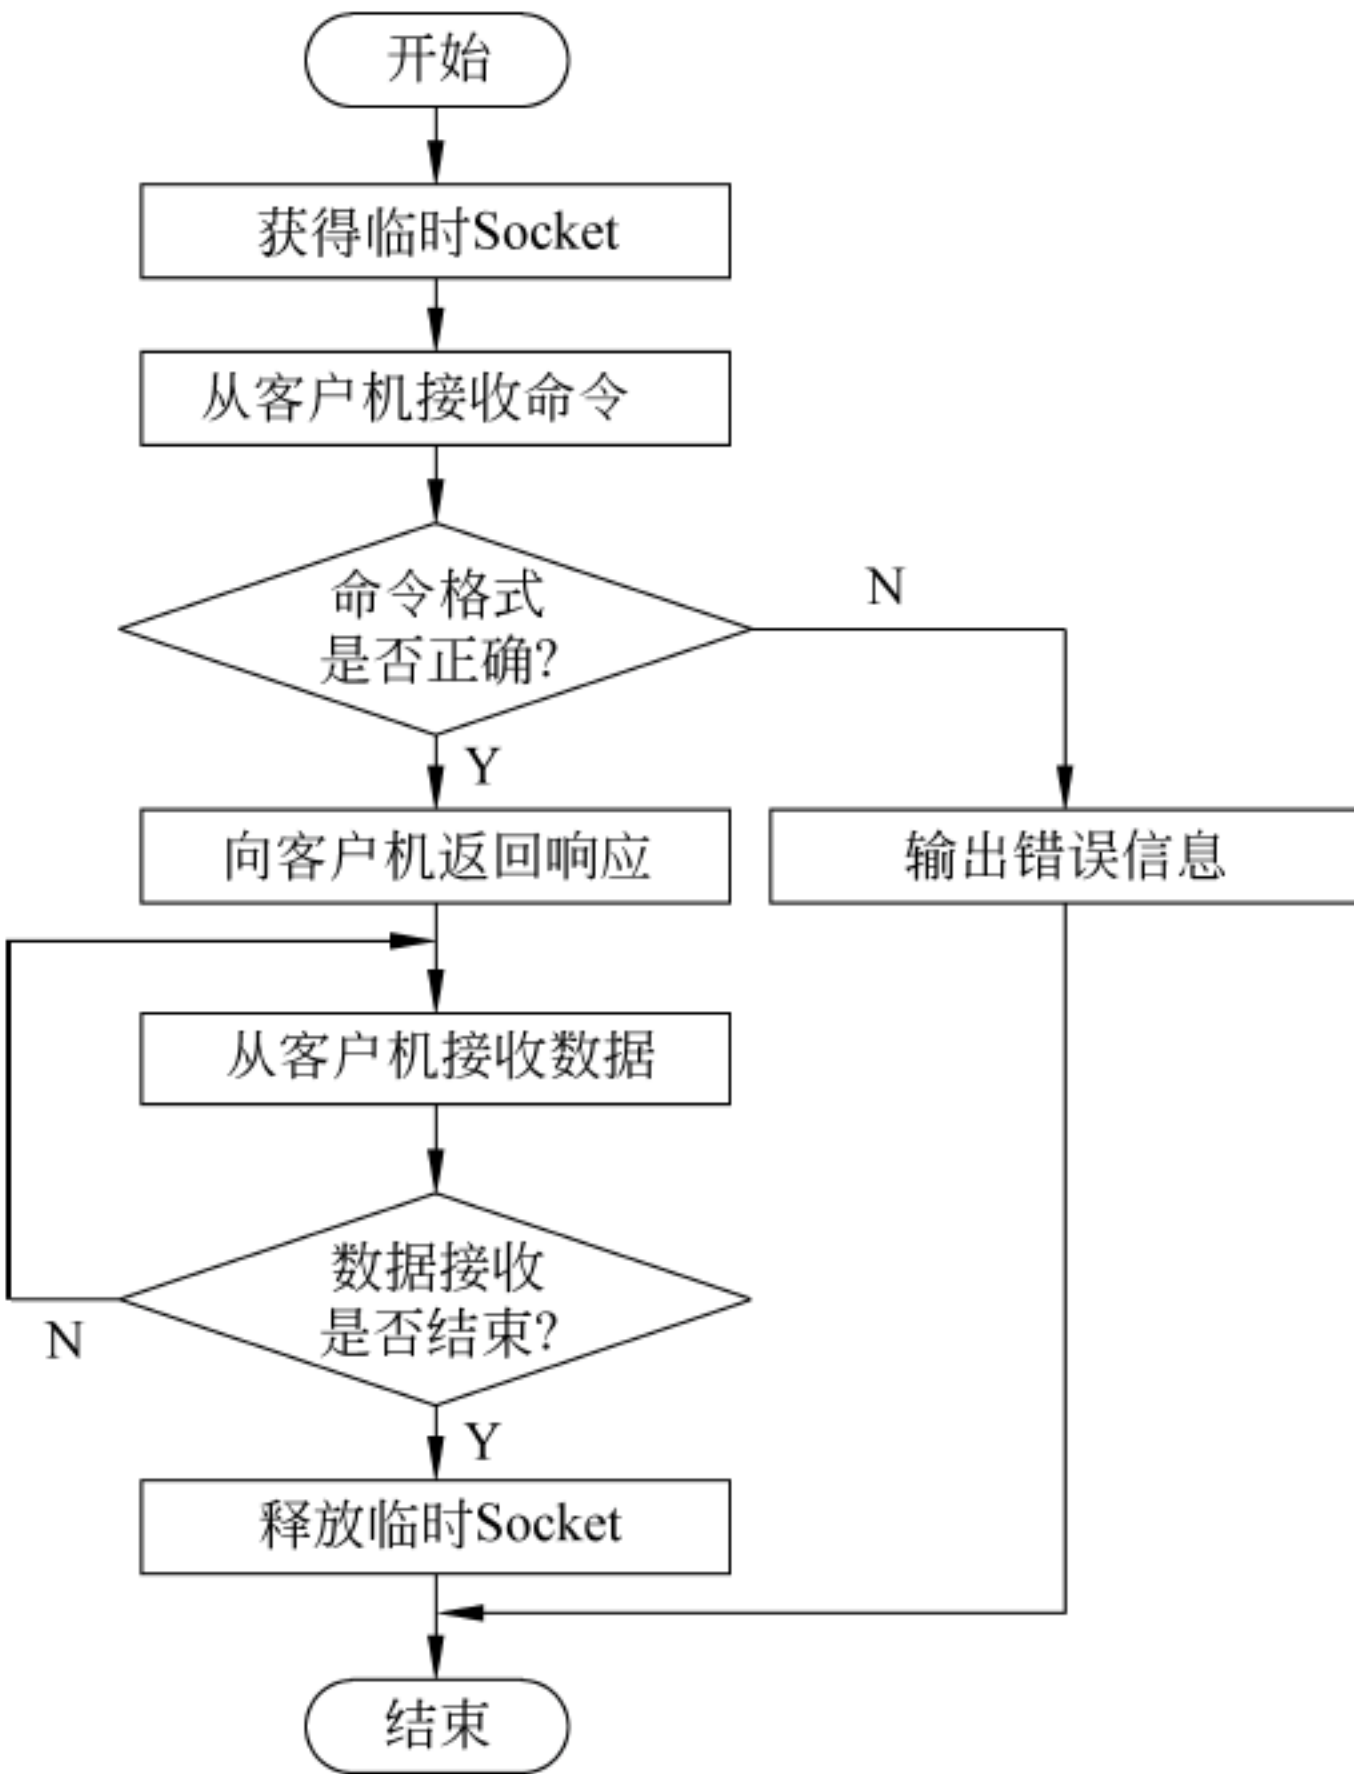 开始
获得临时Socket
从客户机接收命令
命令格式
是否正确?
N
Y
向客户机返回响应
输出错误信息
从客户机接收数据
数据接收
是否结束?
N
Y
释放临时Socket
结束